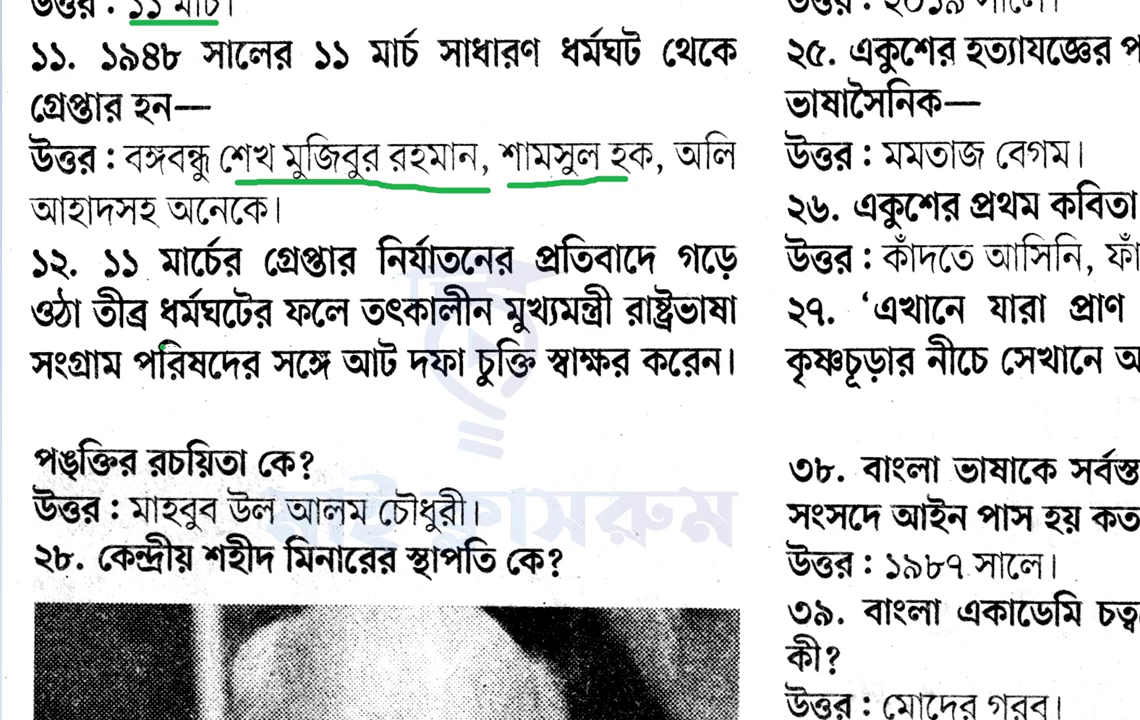 উত্তর : ১১ মার্চ।
১১. ১৯৪৮ সালের ১১ মার্চ সাধারণ ধর্মঘট থেকে
গ্রেপ্তার হন—
উত্তর : বঙ্গবন্ধু শেখ মুজিবুর রহমান, শামসুল হক, অলি
আহাদসহ অনেকে।
১২. ১১ মার্চের গ্রেপ্তার নির্যাতনের প্রতিবাদে গড়ে
ওঠা তীব্র ধর্মঘটের ফলে তৎকালীন মুখ্যমন্ত্রী রাষ্ট্রভাষা
সংগ্রাম পরিষদের সঙ্গে আট দফা চুক্তি স্বাক্ষর করেন।
পঙ্‌ক্তির রচয়িতা কে?
উত্তর : মাহবুব উল আলম চৌধুরী।
২৮. কেন্দ্রীয় শহীদ মিনারের স্থপতি কে?
উত্তর : ২০১৯ সালে।
২৫. একুশের হত্যাযজ্ঞের প
ভাষাসৈনিক—
উত্তর : মমতাজ বেগম।
২৬. একুশের প্রথম কবিতা
উত্তর : কাঁদতে আসিনি, ফাঁ
২৭. ‘এখানে যারা প্রাণ
কৃষ্ণচূড়ার নীচে সেখানে অ
৩৮. বাংলা ভাষাকে সর্বস্ত
সংসদে আইন পাস হয় কত
উত্তর : ১৯৮৭ সালে।
৩৯. বাংলা একাডেমি চত্ব
কী?
উত্তর : মোদের গরব।